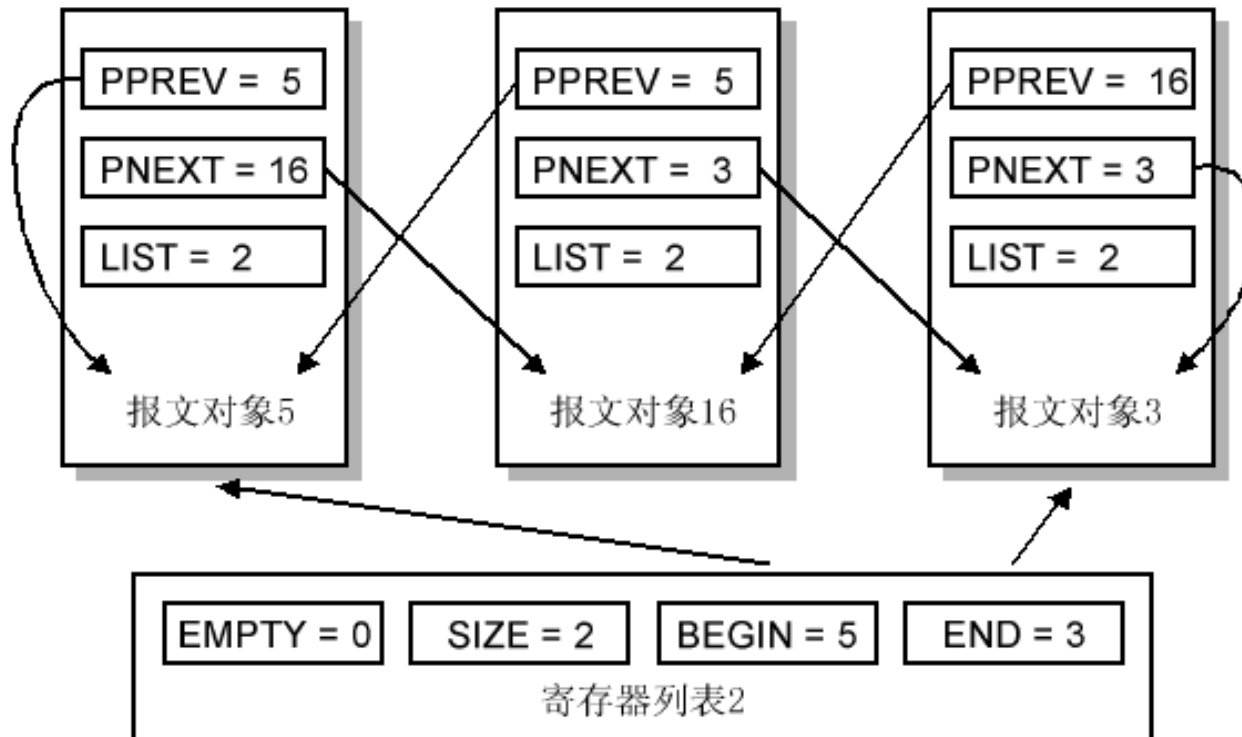 PPREV = 5
PNEXT = 16
LIST = 2
报文对象5
PPREV = 5
PNEXT = 3
LIST = 2
报文对象16
PPREV = 16
PNEXT = 3
LIST = 2
报文对象3
EMPTY = 0
SIZE = 2
BEGIN = 5
END = 3
寄存器列表2